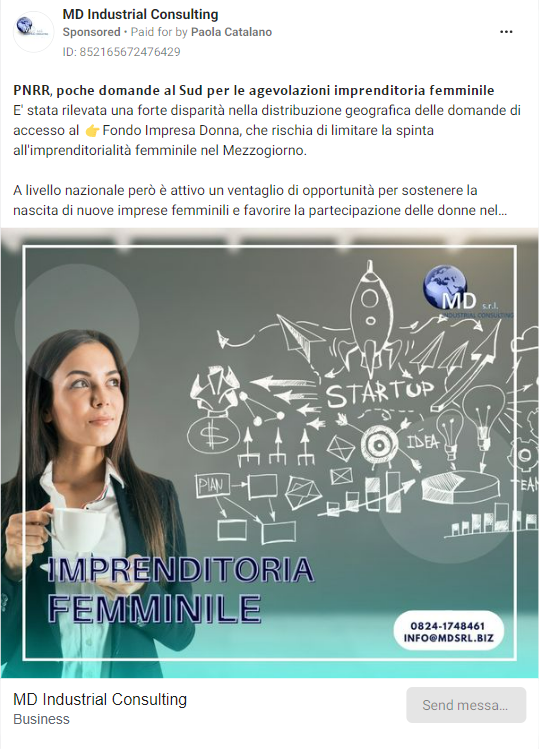 MD Industrial Consulting
Sponsored • Paid for by Paola Catalano
ID: 852165672476429
PNRR, poche domande al Sud per le agevolazioni imprenditoria femminile
E' stata rilevata una forte disparità nella distribuzione geografica delle domande di
accesso al 👉 Fondo Impresa Donna, che rischia di limitare la spinta
all'imprenditorialità femminile nel Mezzogiorno.
A livello nazionale però è attivo un ventaglio di opportunità per sostenere la
nascita di nuove imprese femminili e favorire la partecipazione delle donne nel...
MD s.r.l.
INDUSTRIAL CONSULTING
STARTUP
$
IDEA
PLAN
TEAM
IMPRENDITORIA
FEMMINILE
0824-1748461
INFO@MDSRL.BIZ
MD Industrial Consulting
Business
Send messa...